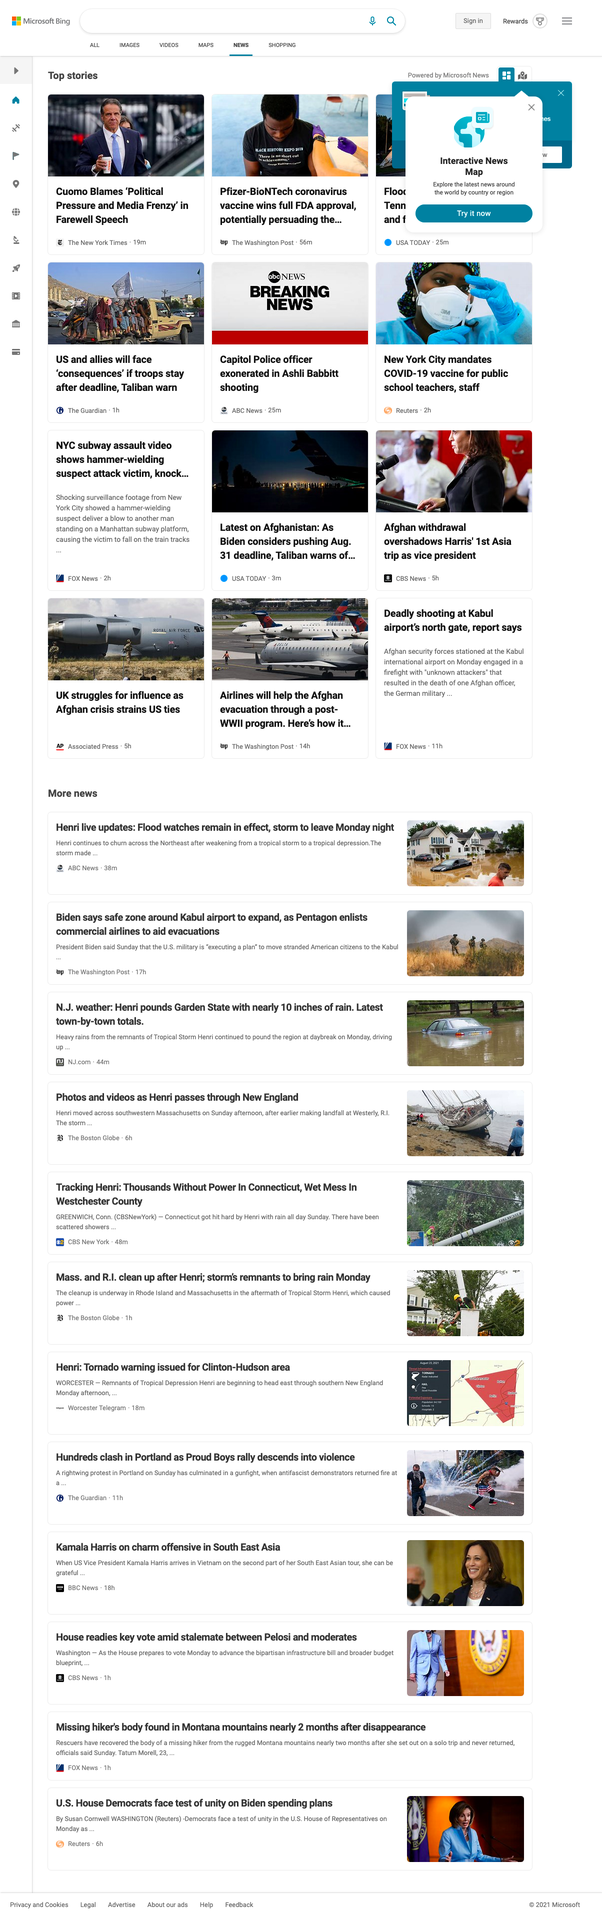 Microsoft Bing
Sign in
Rewards
ALL
IMAGES
VIDEOS
MAPS
NEWS
SHOPPING
Top stories
Powered by Microsoft News
Interactive News
Map
Explore the latest news around
the world by country or region
Try it now
Cuomo Blames ‘Political
Pressure and Media Frenzy’ in
Farewell Speech
The New York Times · 19m
Pfizer-BioNTech coronavirus
vaccine wins full FDA approval,
potentially persuading the...
The Washington Post · 56m
Flood
Tenn
and f
USA TODAY · 25m
US and allies will face
‘consequences’ if troops stay
after deadline, Taliban warn
The Guardian · 1h
abc NEWS
BREAKING
NEWS
Capitol Police officer
exonerated in Ashli Babbitt
shooting
ABC News · 25m
New York City mandates
COVID-19 vaccine for public
school teachers, staff
Reuters · 2h
NYC subway assault video
shows hammer-wielding
suspect attack victim, knock...
Shocking surveillance footage from New
York City showed a hammer-wielding
suspect deliver a blow to another man
standing on a Manhattan subway platform,
causing the victim to fall on the train tracks
...
FOX News · 2h
Latest on Afghanistan: As
Biden considers pushing Aug.
31 deadline, Taliban warns of...
USA TODAY · 3m
Afghan withdrawal
overshadows Harris' 1st Asia
trip as vice president
CBS News · 5h
UK struggles for influence as
Afghan crisis strains US ties
Associated Press · 5h
Airlines will help the Afghan
evacuation through a post-
WWII program. Here's how it...
The Washington Post · 14h
Deadly shooting at Kabul
airport's north gate, report says
Afghan security forces stationed at the Kabul
international airport on Monday engaged in a
firefight with "unknown attackers" that
resulted in the death of one Afghan officer,
the German military ...
FOX News · 11h
More news
Henri live updates: Flood watches remain in effect, storm to leave Monday night
Henri continues to churn across the Northeast after weakening from a tropical storm to a tropical depression.The
storm made ...
ABC News · 38m
Biden says safe zone around Kabul airport to expand, as Pentagon enlists
commercial airlines to aid evacuations
President Biden said Sunday that the U.S. military is "executing a plan" to move stranded American citizens to the Kabul
...
The Washington Post · 17h
N.J. weather: Henri pounds Garden State with nearly 10 inches of rain. Latest
town-by-town totals.
Heavy rains from the remnants of Tropical Storm Henri continued to pound the region at daybreak on Monday, driving
up ...
NJ.com · 44m
Photos and videos as Henri passes through New England
Henri moved across southwestern Massachusetts on Sunday afternoon, after earlier making landfall at Westerly, R.I.
The storm ...
The Boston Globe · 6h
Tracking Henri: Thousands Without Power In Connecticut, Wet Mess In
Westchester County
GREENWICH, Conn. (CBSNewYork) — Connecticut got hit hard by Henri with rain all day Sunday. There have been
scattered showers ...
CBS New York · 48m
Mass. and R.I. clean up after Henri; storm's remnants to bring rain Monday
The cleanup is underway in Rhode Island and Massachusetts in the aftermath of Tropical Storm Henri, which caused
power ...
The Boston Globe · 1h
Henri: Tornado warning issued for Clinton-Hudson area
WORCESTER — Remnants of Tropical Depression Henri are beginning to head east through southern New England
Monday afternoon, ...
Worcester Telegram · 18m
Hundreds clash in Portland as Proud Boys rally descends into violence
A rightwing protest in Portland on Sunday has culminated in a gunfight, when antifascist demonstrators returned fire at
a ...
The Guardian · 11h
Kamala Harris on charm offensive in South East Asia
When US Vice President Kamala Harris arrives in Vietnam on the second part of her South East Asian tour, she can be
grateful ...
BBC News · 18h
House readies key vote amid stalemate between Pelosi and moderates
Washington — As the House prepares to vote Monday to advance the bipartisan infrastructure bill and broader budget
blueprint, ...
CBS News · 1h
Missing hiker's body found in Montana mountains nearly 2 months after disappearance
Rescuers have recovered the body of a missing hiker from the rugged Montana mountains nearly two months after she set out on a solo trip and never returned,
officials said Sunday. Tatum Morell, 23, ...
FOX News · 1h
U.S. House Democrats face test of unity on Biden spending plans
By Susan Cornwell WASHINGTON (Reuters) -Democrats face a test of unity in the U.S. House of Representatives on
Monday as ...
Reuters · 6h
Privacy and Cookies
Legal
Advertise
About our ads
Help
Feedback
© 2021 Microsoft